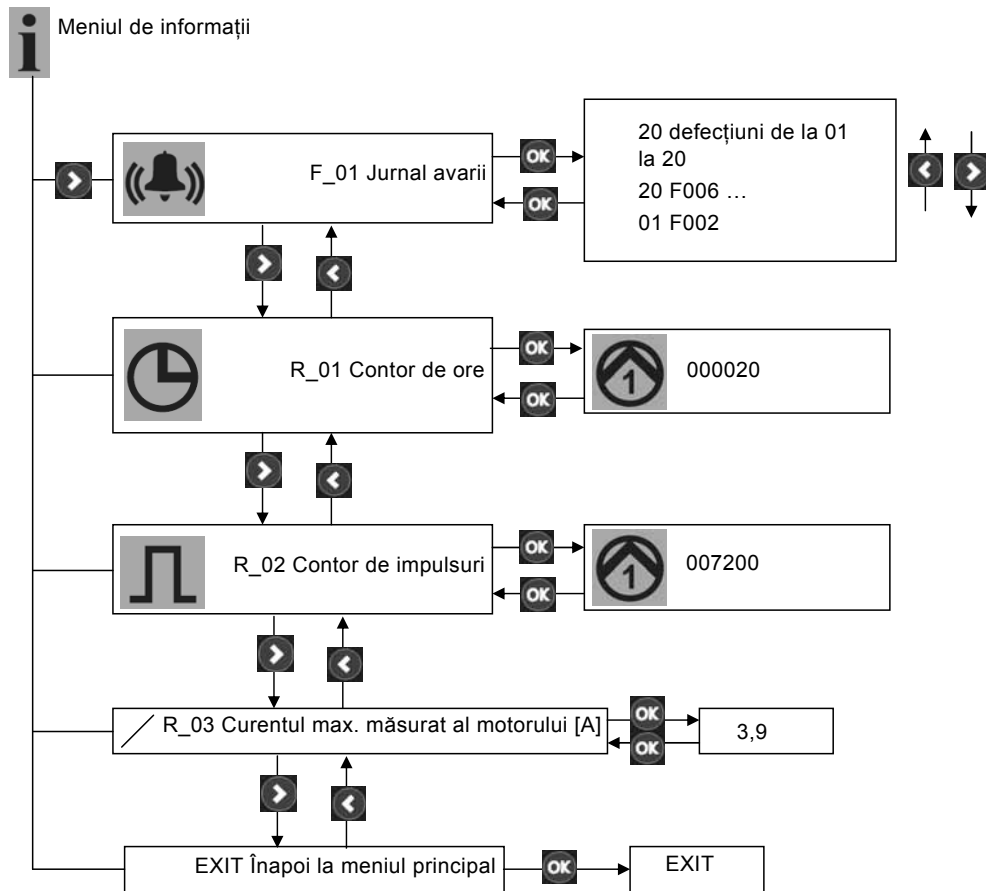 Meniul de informații
F_01 Jurnal avarii
OK
OK
20 defecțiuni de la 01
la 20
20 F006 …
01 F002
R_01 Contor de ore
OK
OK
1
000020
R_02 Contor de impulsuri
OK
OK
1
007200
R_03 Curentul max. măsurat al motorului [A]
OK
OK
3,9
EXIT Înapoi la meniul principal
OK
EXIT